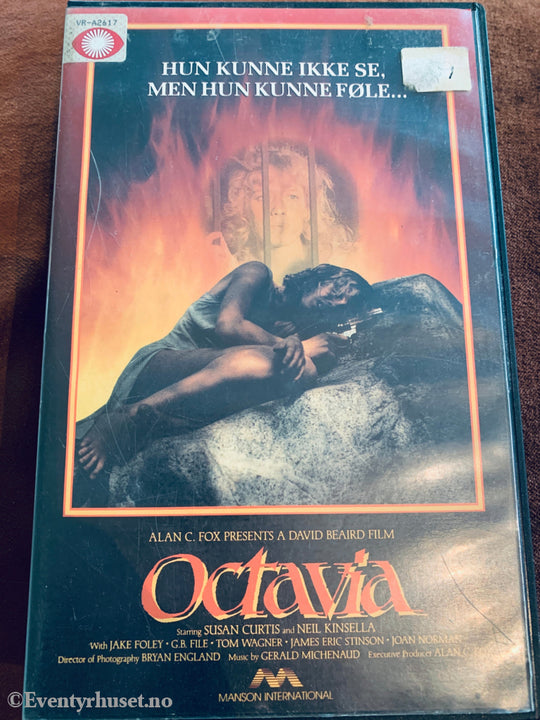 VR-A2617
HUN KUNNE IKKE SE,
MEN HUN KUNNE FØLE...
ALAN C. FOX PRESENTS A DAVID BEAIRD FILM
Octavia
Starring SUSAN CURTIS and NEIL KINSELLA
With JAKE FOLEY • G.B. FILE • TOM WAGNER • JAMES ERIC STINSON • JOAN NORMAN
Director of Photography BRYAN ENGLAND Music by GERALD MICHENAUD Executive Producer ALAN C. FOX
MANSON INTERNATIONAL
©Eventyrhuset.no